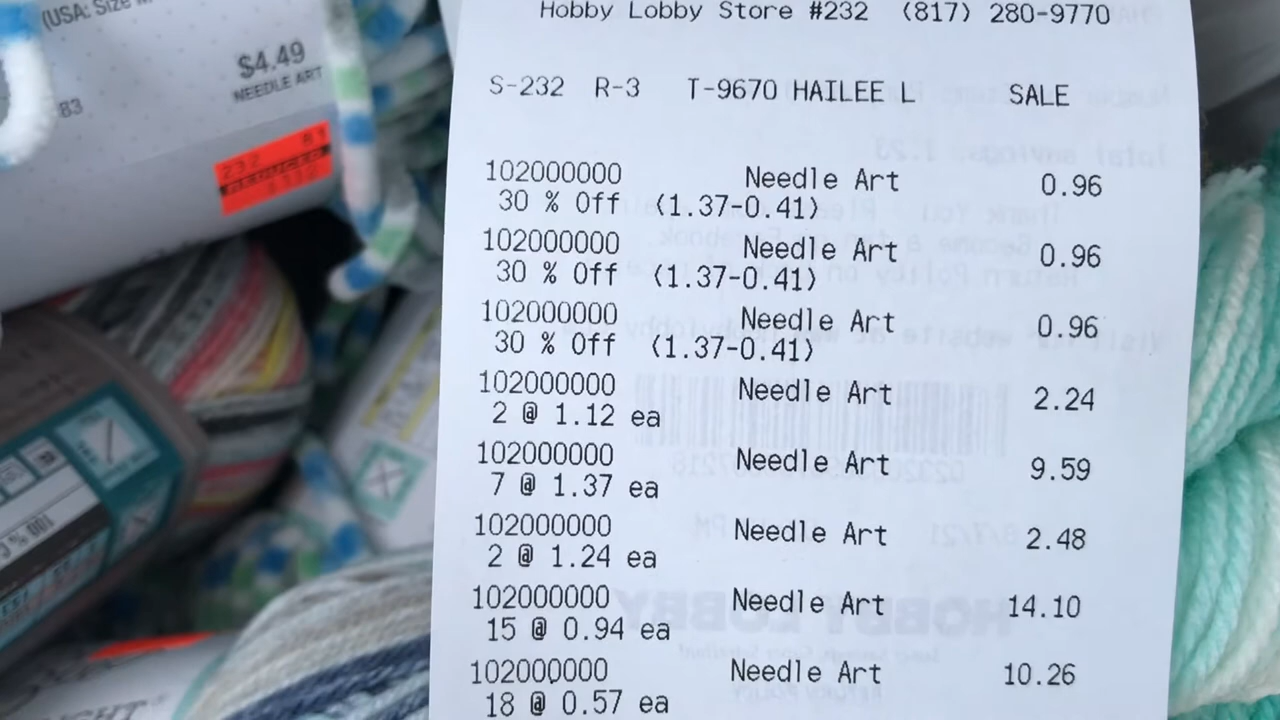 (USA: Size
$4.49
NEEDLE ART
83
232
Hobby Lobby Store #232 (817) 280-9770
S-232 R-3 T-9670 HAILEE L SALE
102000000 Needle Art 0.96
30 % Off (1.37-0.41)
102000000 Needle Art 0.96
30 % Off (1.37-0.41)
102000000 Needle Art 0.96
30 % Off (1.37-0.41)
102000000 Needle Art 2.24
2 @ 1.12 ea
102000000 Needle Art 9.59
7 @ 1.37 ea
102000000 Needle Art 2.48
2 @ 1.24 ea
102000000 Needle Art 14.10
15 @ 0.94 ea
102000000 Needle Art 10.26
18 @ 0.57 ea